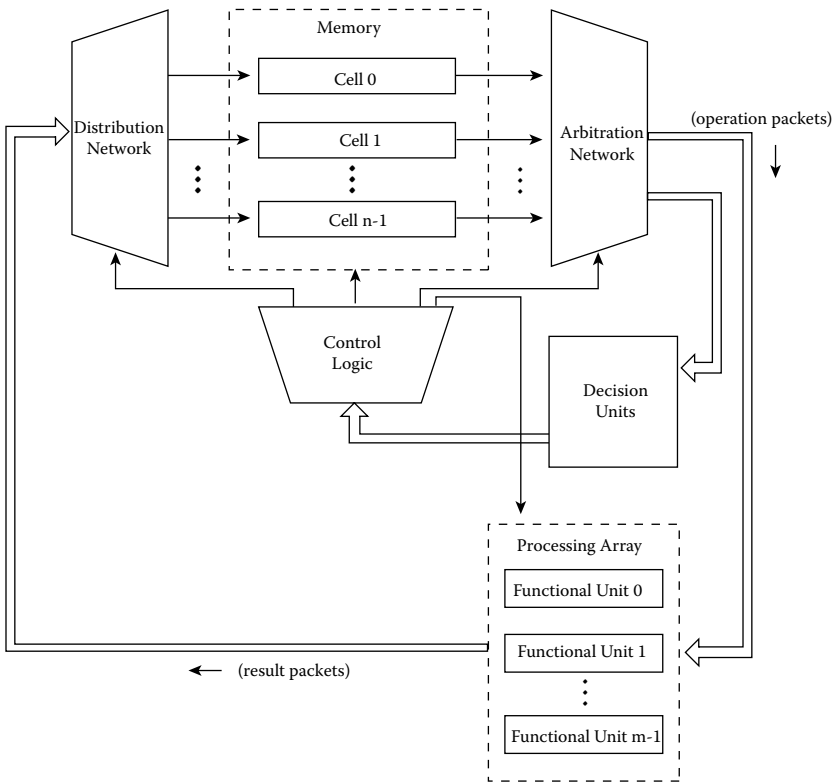 Memory
Cell 0
Distribution
Network
Cell 1
Arbitration
Network
(operation packets)
Cell n-1
Control
Logic
Decision
Units
Processing Array
Functional Unit 0
Functional Unit 1
(result packets)
Functional Unit m-1